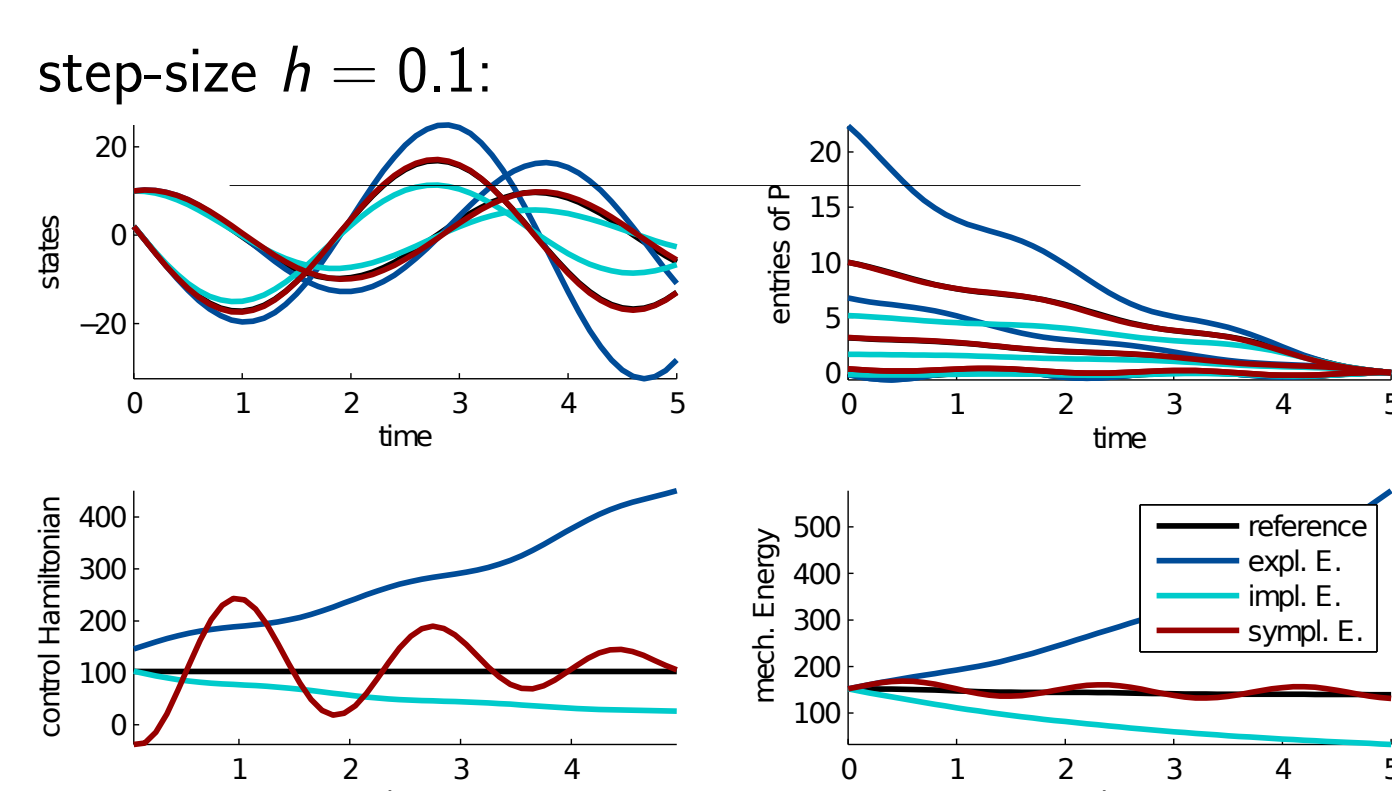 step-size h = 0.1:
states
20
0
−20
0 1 2 3 4 5
time
entries of P
20
15
10
5
0
0 1 2 3 4 5
time
control Hamiltonian
400
300
200
100
0
1 2 3 4
mech. Energy
500
400
300
200
100
0 1 2 3 4 5
reference
expl. E.
impl. E.
sympl. E.